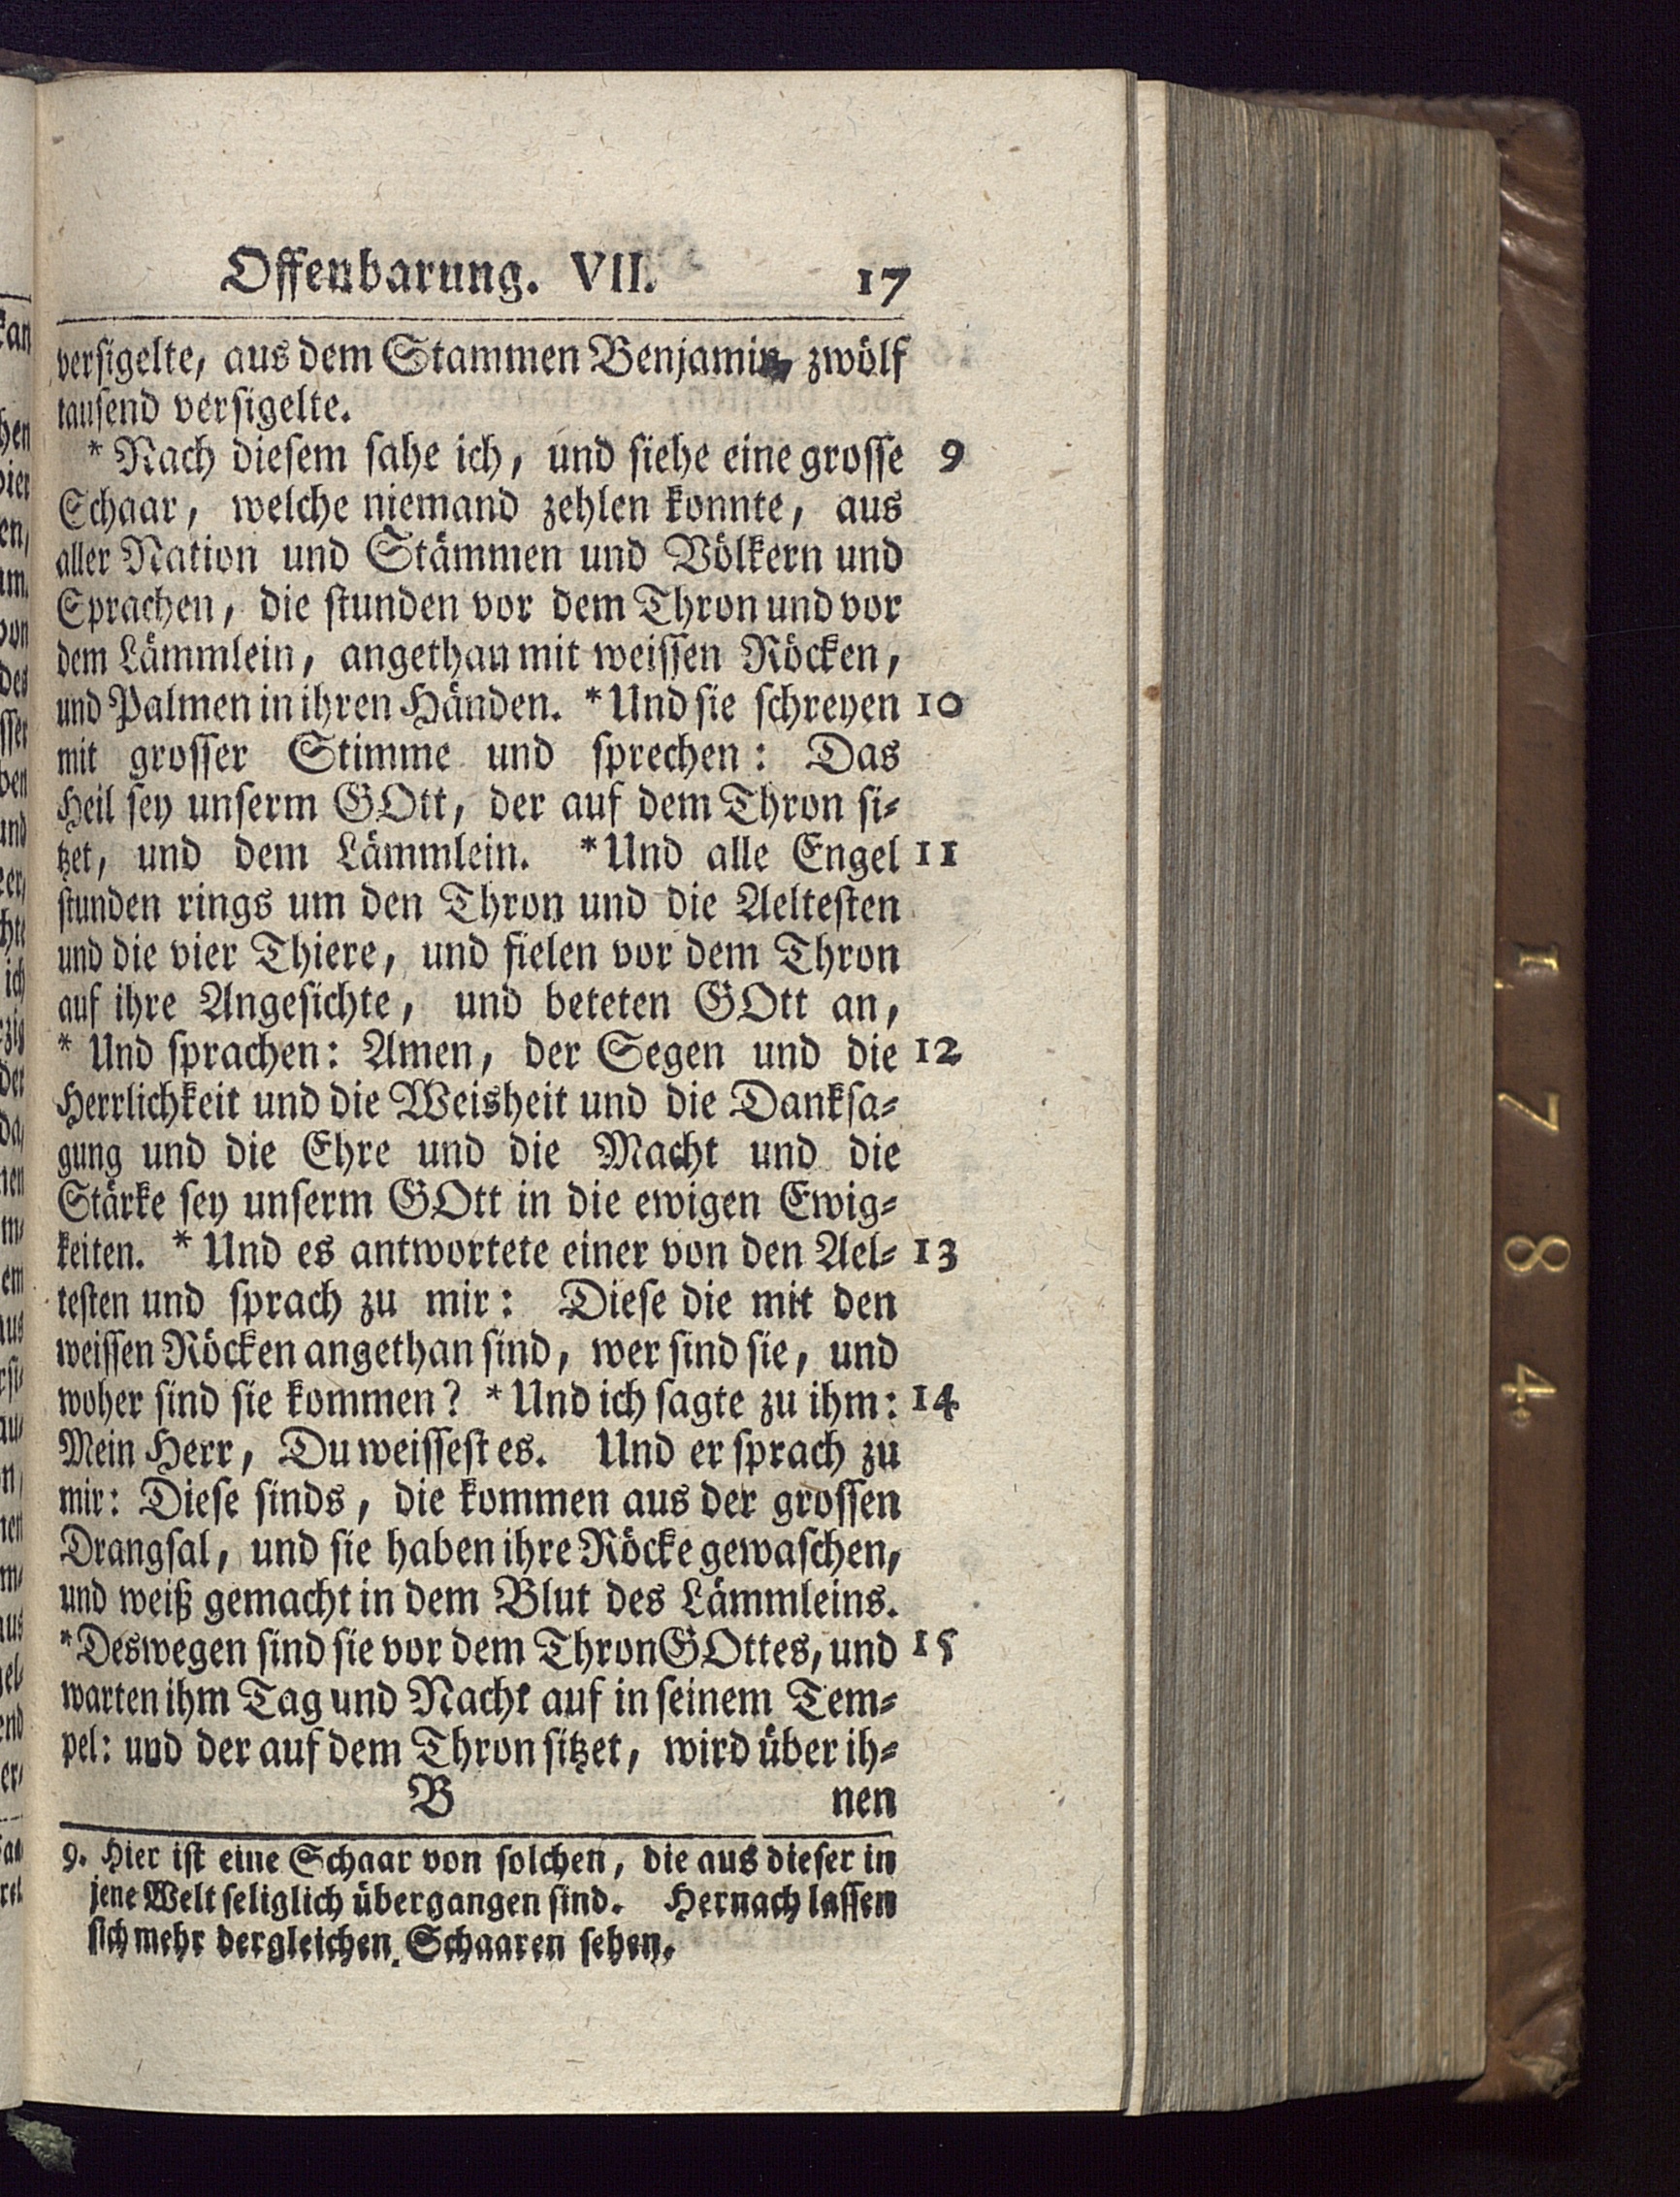 Offenbarung. VII. 17
versigelte, aus dem Stammen Benjamin, zwölf
tausend versigelte.
* Nach diesem sahe ich, und siehe eine grosse 9
Schaar, welche niemand zehlen konnte, aus
aller Nation und Stämmen und Völkern und
Sprachen, die stunden vor dem Thron und vor
dem Lämmlein, angethan mit weissen Röcken,
und Palmen in ihren Händen. * Und sie schreyen 10
mit grosser Stimme und sprechen: Das
Heil sey unserm GOtt, der auf dem Thron si-
tzet, und dem Lämmlein. * Und alle Engel 11
stunden rings um den Thron und die Aeltesten
und die vier Thiere, und fielen vor dem Thron
auf ihre Angesichte, und beteten GOtt an,
* Und sprachen: Amen, der Segen und die 12
Herrlichkeit und die Weisheit und die Danksa-
gung und die Ehre und die Macht und die
Stärke sey unserm GOtt in die ewigen Ewig-
keiten. * Und es antwortete einer von den Ael- 13
testen und sprach zu mir: Diese die mit den
weissen Röcken angethan sind, wer sind sie, und
woher sind sie kommen? * Und ich sagte zu ihm: 14
Mein Herr, Du weissest es. Und er sprach zu
mir: Diese sinds, die kommen aus der grossen
Drangsal, und sie haben ihre Röcke gewaschen,
und weiß gemacht in dem Blut des Lämmleins.
* Deswegen sind sie vor dem Thron GOttes, und 15
warten ihm Tag und Nacht auf in seinem Tem-
pel: und der auf dem Thron sitzet, wird über ih-
B nen
9. Hier ist eine Schaar von solchen, die aus dieser in
jene Welt seliglich übergangen sind. Hernach lassen
sich mehr dergleichen Schaaren sehen.
1784.